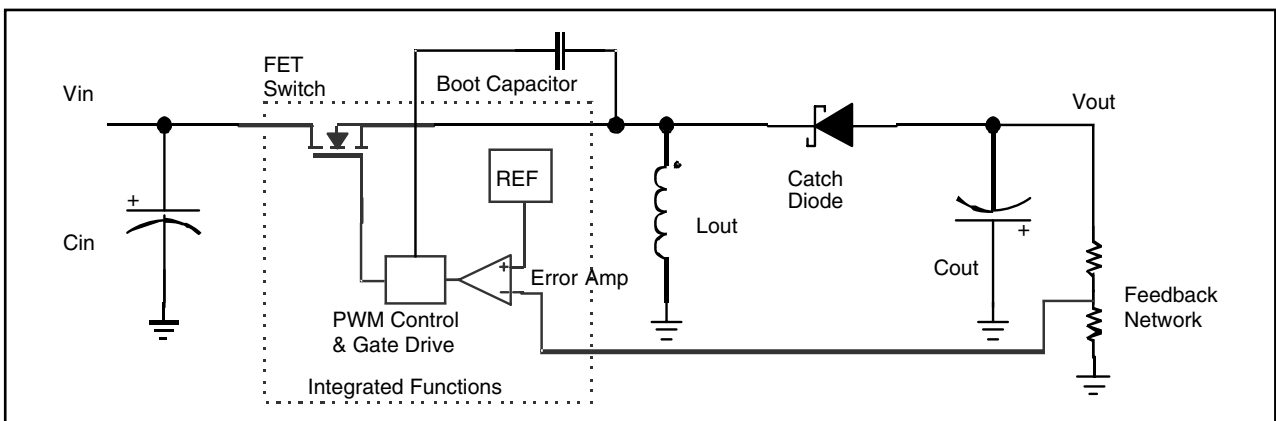 FET
Switch
Boot Capacitor
Vin
Vout
REF
Catch
Diode
+
Cin
Lout
+
Cout
+
−
Error Amp
Feedback
Network
PWM Control
& Gate Drive
Integrated Functions